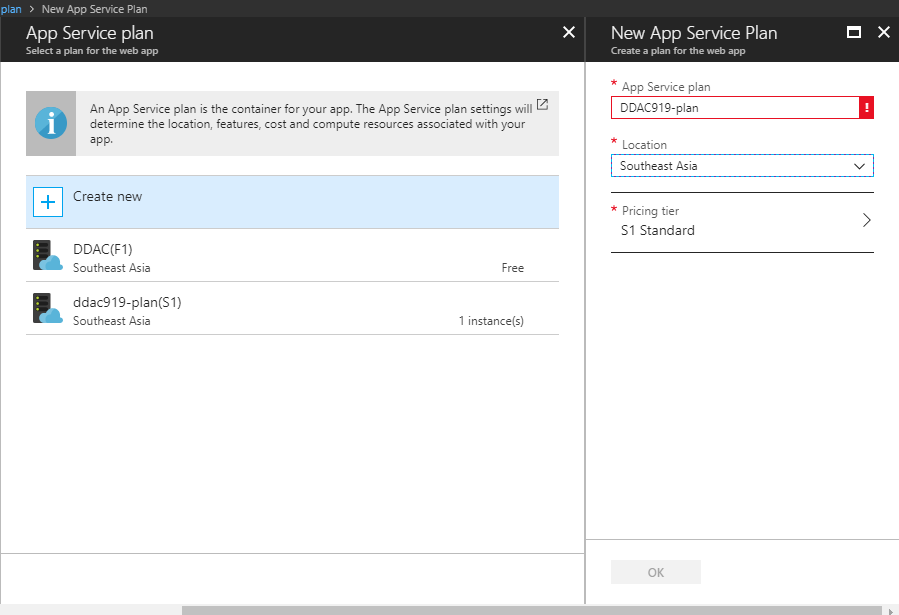 plan > New App Service Plan
App Service plan
Select a plan for the web app
An App Service plan is the container for your app. The App Service plan settings will
determine the location, features, cost and compute resources associated with your
app.
Create new
DDAC(F1)
Southeast Asia
Free
ddac919-plan(S1)
Southeast Asia
1 instance(s)
New App Service Plan
Create a plan for the web app
* App Service plan
DDAC919-plan
* Location
Southeast Asia
* Pricing tier
S1 Standard
OK